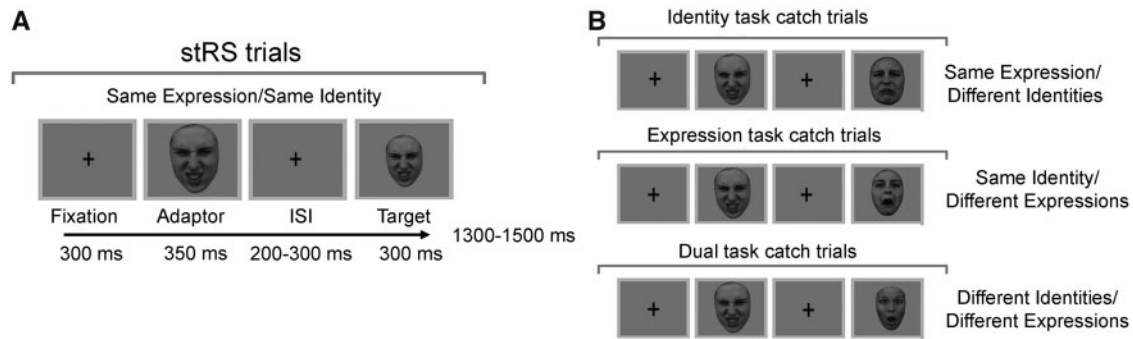 A
stRS trials
Same Expression/Same Identity
Fixation
Adaptor
ISI
Target
300 ms
350 ms
200-300 ms
300 ms
1300-1500 ms
B
Identity task catch trials
Same Expression/
Different Identities
Expression task catch trials
Same Identity/
Different Expressions
Dual task catch trials
Different Identities/
Different Expressions